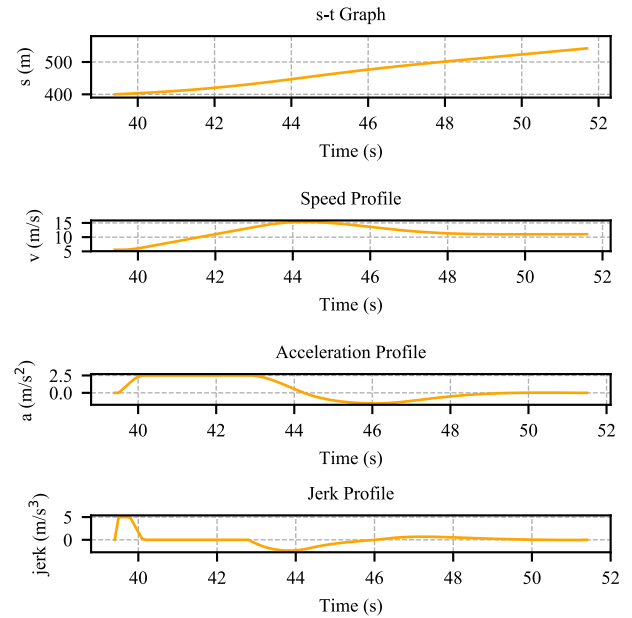 s-t Graph
s (m)
500
400
40 42 44 46 48 50 52
Time (s)
Speed Profile
v (m/s)
15
10
5
40 42 44 46 48 50 52
Time (s)
Acceleration Profile
a (m/s²)
2.5
0.0
40 42 44 46 48 50 52
Time (s)
Jerk Profile
jerk (m/s³)
5
0
40 42 44 46 48 50 52
Time (s)